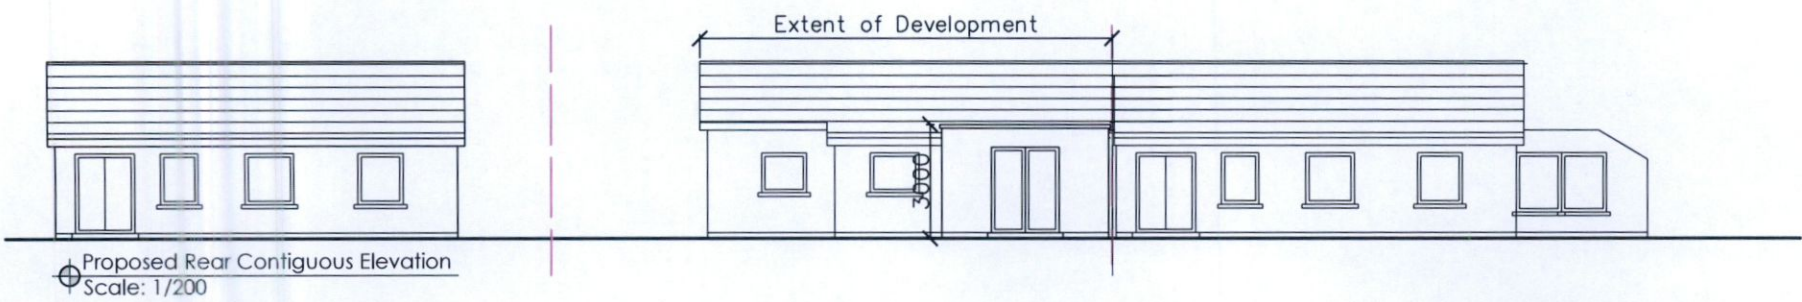 Extent of Development
3000
Proposed Rear Contiguous Elevation
Scale: 1/200